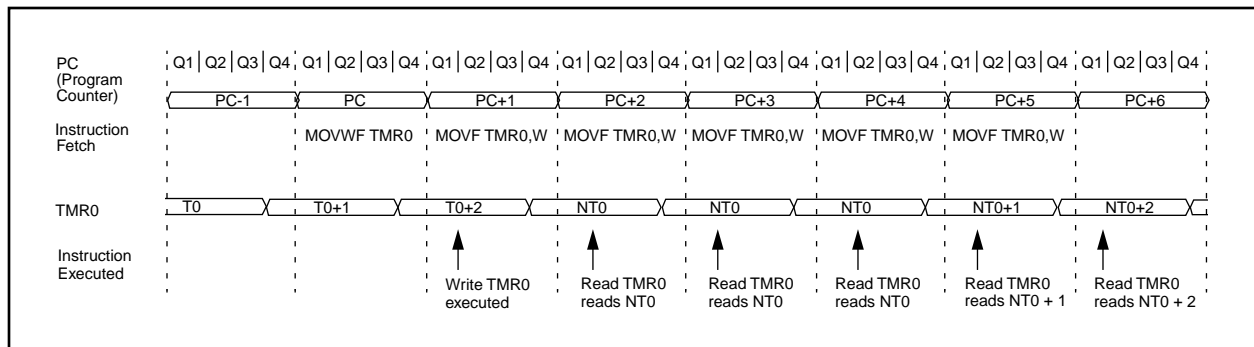 PC
(Program
Counter)
Q1 Q2 Q3 Q4 Q1 Q2 Q3 Q4 Q1 Q2 Q3 Q4 Q1 Q2 Q3 Q4 Q1 Q2 Q3 Q4 Q1 Q2 Q3 Q4 Q1 Q2 Q3 Q4 Q1 Q2 Q3 Q4
PC-1 PC PC+1 PC+2 PC+3 PC+4 PC+5 PC+6
Instruction
Fetch
MOVWF TMR0 MOVF TMR0,W MOVF TMR0,W MOVF TMR0,W MOVF TMR0,W MOVF TMR0,W
TMR0
T0 T0+1 T0+2 NT0 NT0 NT0 NT0+1 NT0+2
Instruction
Executed
Write TMR0
executed
Read TMR0
reads NT0
Read TMR0
reads NT0
Read TMR0
reads NT0
Read TMR0
reads NT0 + 1
Read TMR0
reads NT0 + 2